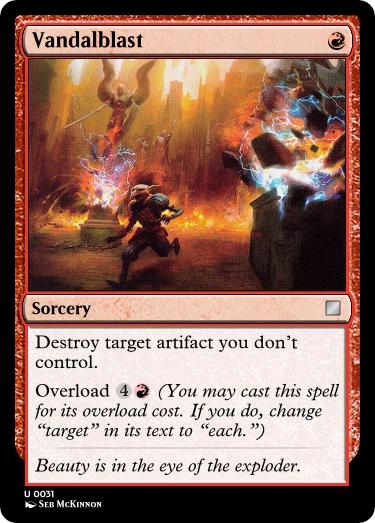 Vandalblast
Sorcery
Destroy target artifact you don't
control.
Overload 4 (You may cast this spell
for its overload cost. If you do, change
“target” in its text to “each.”)
Beauty is in the eye of the exploder.
U 0031
Seb McKinnon